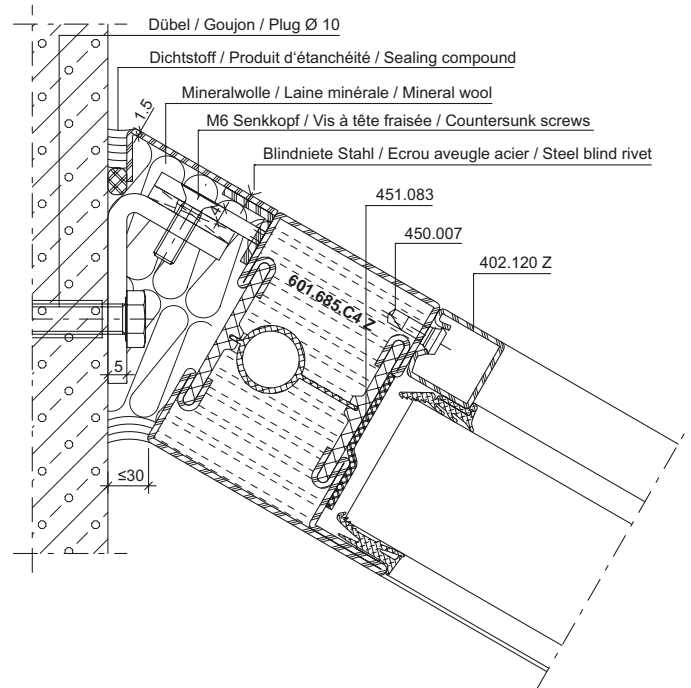 Dübel / Goujon / Plug Ø 10
Dichtstoff / Produit d'étanchéité / Sealing compound
Mineralwolle / Laine minérale / Mineral wool
1.5
M6 Senkkopf / Vis à tête fraisée / Countersunk screws
Blindniete Stahl / Ecrou aveugle acier / Steel blind rivet
451.083
4
450.007
402.120 Z
601.685.C4 Z
5
≤30